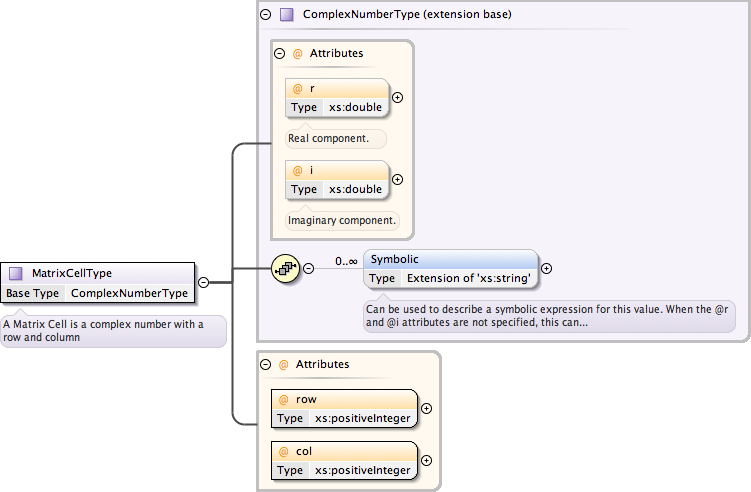 ComplexNumberType (extension base)
@ Attributes
@ r
Type xs:double
Real component.
@ i
Type xs:double
Imaginary component.
0..∞
Symbolic
Type Extension of 'xs:string'
Can be used to describe a symbolic expression for this value. When the @r
and @i attributes are not specified, this can...
MatrixCellType
Base Type ComplexNumberType
A Matrix Cell is a complex number with a
row and column
@ Attributes
@ row
Type xs:positiveInteger
@ col
Type xs:positiveInteger